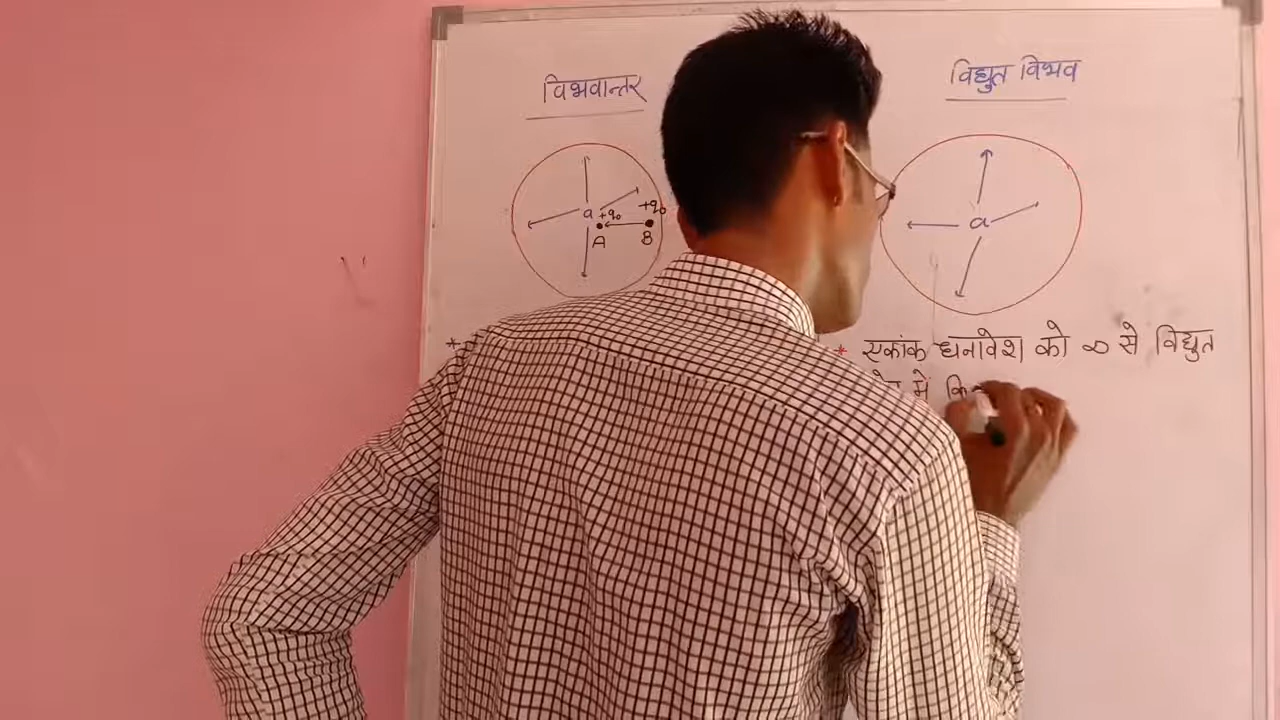 विभवान्तर
a
+q₀
+q₀
A
B
*
विद्युत विभव
a
* एकांक धनावेश को ∞ से विद्युत
में